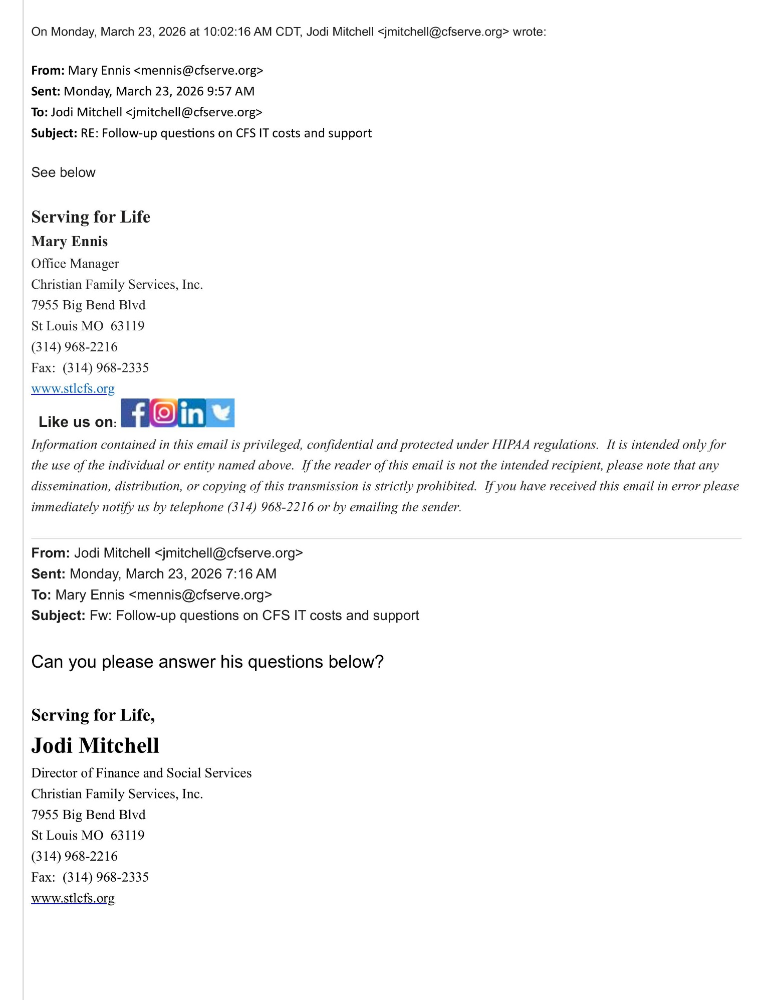 On Monday, March 23, 2026 at 10:02:16 AM CDT, Jodi Mitchell <jmitchell@cfserve.org> wrote:
From: Mary Ennis <mennis@cfserve.org>
Sent: Monday, March 23, 2026 9:57 AM
To: Jodi Mitchell <jmitchell@cfserve.org>
Subject: RE: Follow-up questions on CFS IT costs and support
See below
Serving for Life
Mary Ennis
Office Manager
Christian Family Services, Inc.
7955 Big Bend Blvd
St Louis MO  63119
(314) 968-2216
Fax:  (314) 968-2335
www.stlcfs.org
Like us on:
Information contained in this email is privileged, confidential and protected under HIPAA regulations.  It is intended only for
the use of the individual or entity named above.  If the reader of this email is not the intended recipient, please note that any
dissemination, distribution, or copying of this transmission is strictly prohibited.  If you have received this email in error please
immediately notify us by telephone (314) 968-2216 or by emailing the sender.
From: Jodi Mitchell <jmitchell@cfserve.org>
Sent: Monday, March 23, 2026 7:16 AM
To: Mary Ennis <mennis@cfserve.org>
Subject: Fw: Follow-up questions on CFS IT costs and support
Can you please answer his questions below?
Serving for Life,
Jodi Mitchell
Director of Finance and Social Services
Christian Family Services, Inc.
7955 Big Bend Blvd
St Louis MO  63119
(314) 968-2216
Fax:  (314) 968-2335
www.stlcfs.org